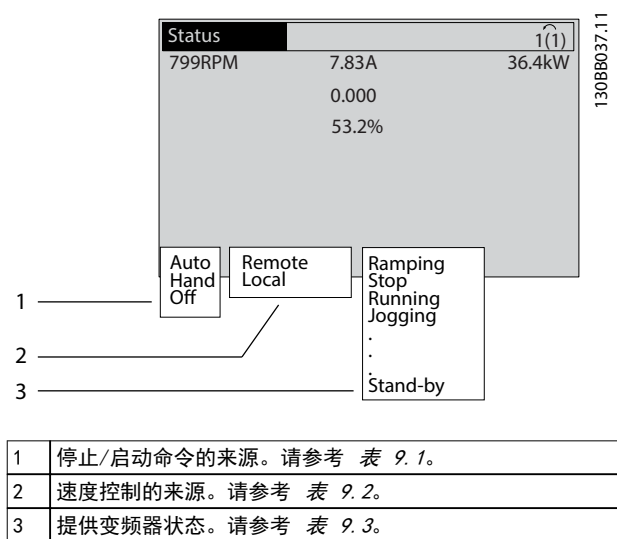 Status 1(1)
799RPM 7.83A 36.4kW
0.000
53.2%
130BB037.11
Auto
Hand
Off
Remote
Local
Ramping
Stop
Running
Jogging
.
.
.
Stand-by
1
2
3
1 停止/启动命令的来源。请参考 表 9.1。
2 速度控制的来源。请参考 表 9.2。
3 提供变频器状态。请参考 表 9.3。